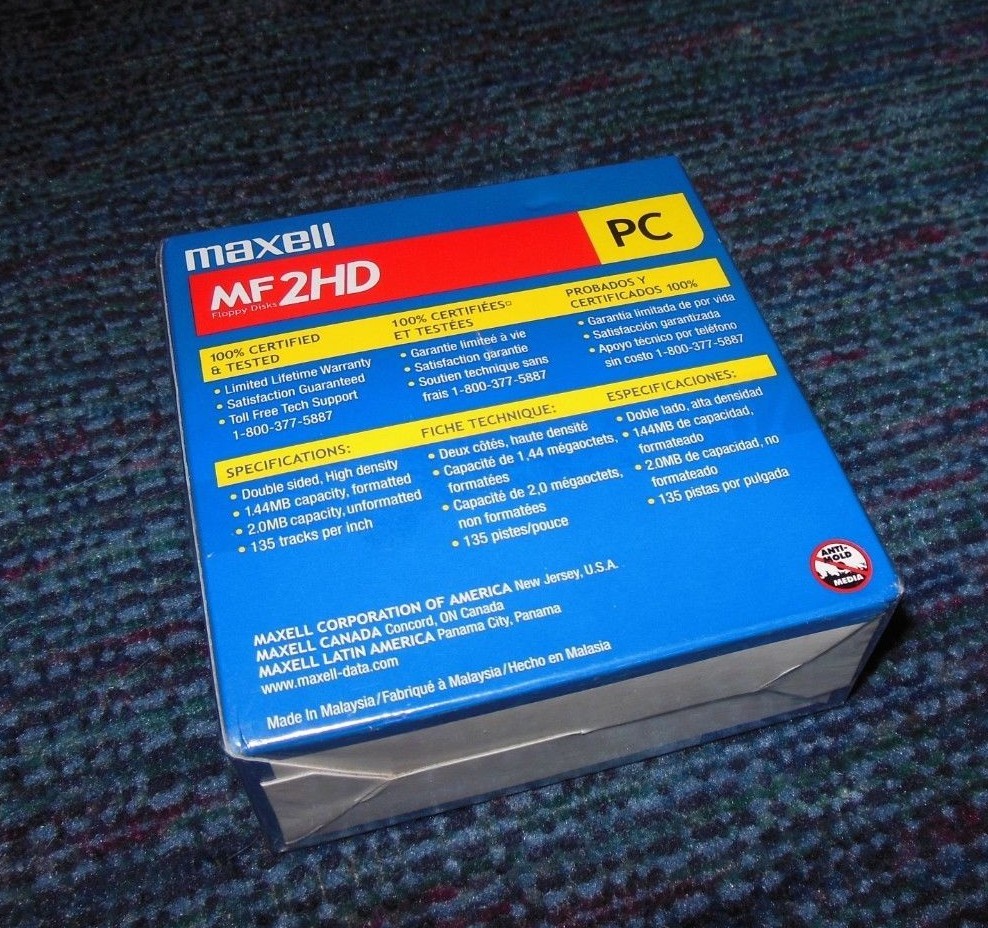 maxell
PC
MF 2HD
Floppy Disks
100% CERTIFIED
& TESTED
• Limited Lifetime Warranty
• Satisfaction Guaranteed
• Toll Free Tech Support
1-800-377-5887
100% CERTIFIÉES
ET TESTÉES
• Garantie limiteé à vie
• Satisfaction garantie
• Soutien technique sans
frais 1-800-377-5887
PROBADOS Y
CERTIFICADOS 100%
• Garantía limitada de por vida
• Satisfacción garantizada
• Apoyo técnico por teléfono
sin costo 1-800-377-5887
SPECIFICATIONS:
• Double sided, High density
• 1.44MB capacity, formatted
• 2.0MB capacity, unformatted
• 135 tracks per inch
FICHE TECHNIQUE:
• Deux côtés, haute densité
• Capacité de 1.44 mégaoctets,
formatées
• Capacité de 2,0 mégaoctets,
non formatées
• 135 pistes/pouce
ESPECIFICACIONES:
• Doble lado, alta densidad
• 1.44MB de capacidad,
formateado
• 2.0MB de capacidad, no
formateado
• 135 pistas por pulgada
ANTI-
MOLD
MEDIA
MAXELL CORPORATION OF AMERICA New Jersey, U.S.A.
MAXELL CANADA Concord, ON Canada
MAXELL LATIN AMERICA Panama City, Panama
www.maxell-data.com
Made In Malaysia/Fabriqué à Malaysia/Hecho en Malasia